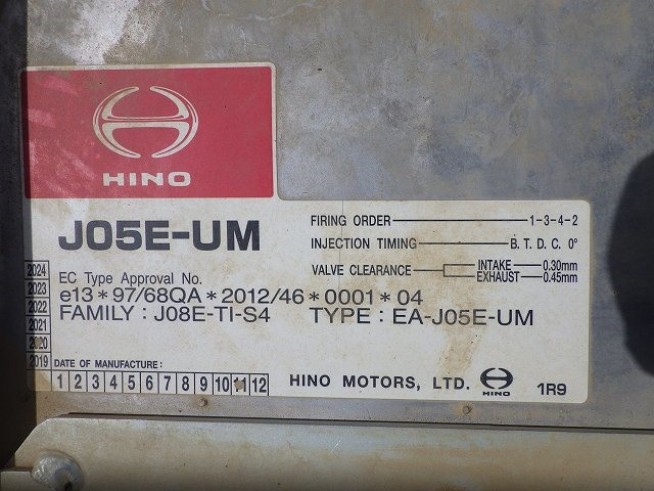 HINO
J05E-UM
FIRING ORDER 1-3-4-2
INJECTION TIMING B. T. D. C. 0°
VALVE CLEARANCE INTAKE 0.30mm
EXHAUST 0.45mm
EC Type Approval No.
e13*97/68QA*2012/46*0001*04
FAMILY : J08E-TI-S4 TYPE : EA-J05E-UM
2024
2023
2022
2021
2020
2019
DATE OF MANUFACTURE:
1 2 3 4 5 6 7 8 9 10 11 12
HINO MOTORS, LTD. HINO 1R9